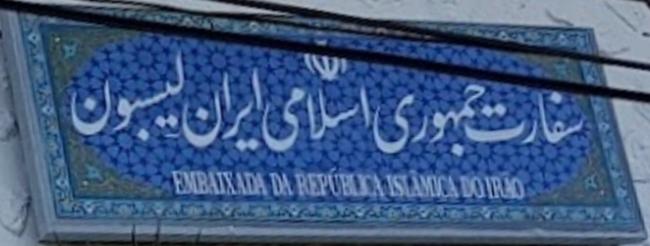 سفارت جمهوری اسلامی ایران لیسبون
EMBAIXADA DA REPÚBLICA ISLÂMICA DO IRÃO